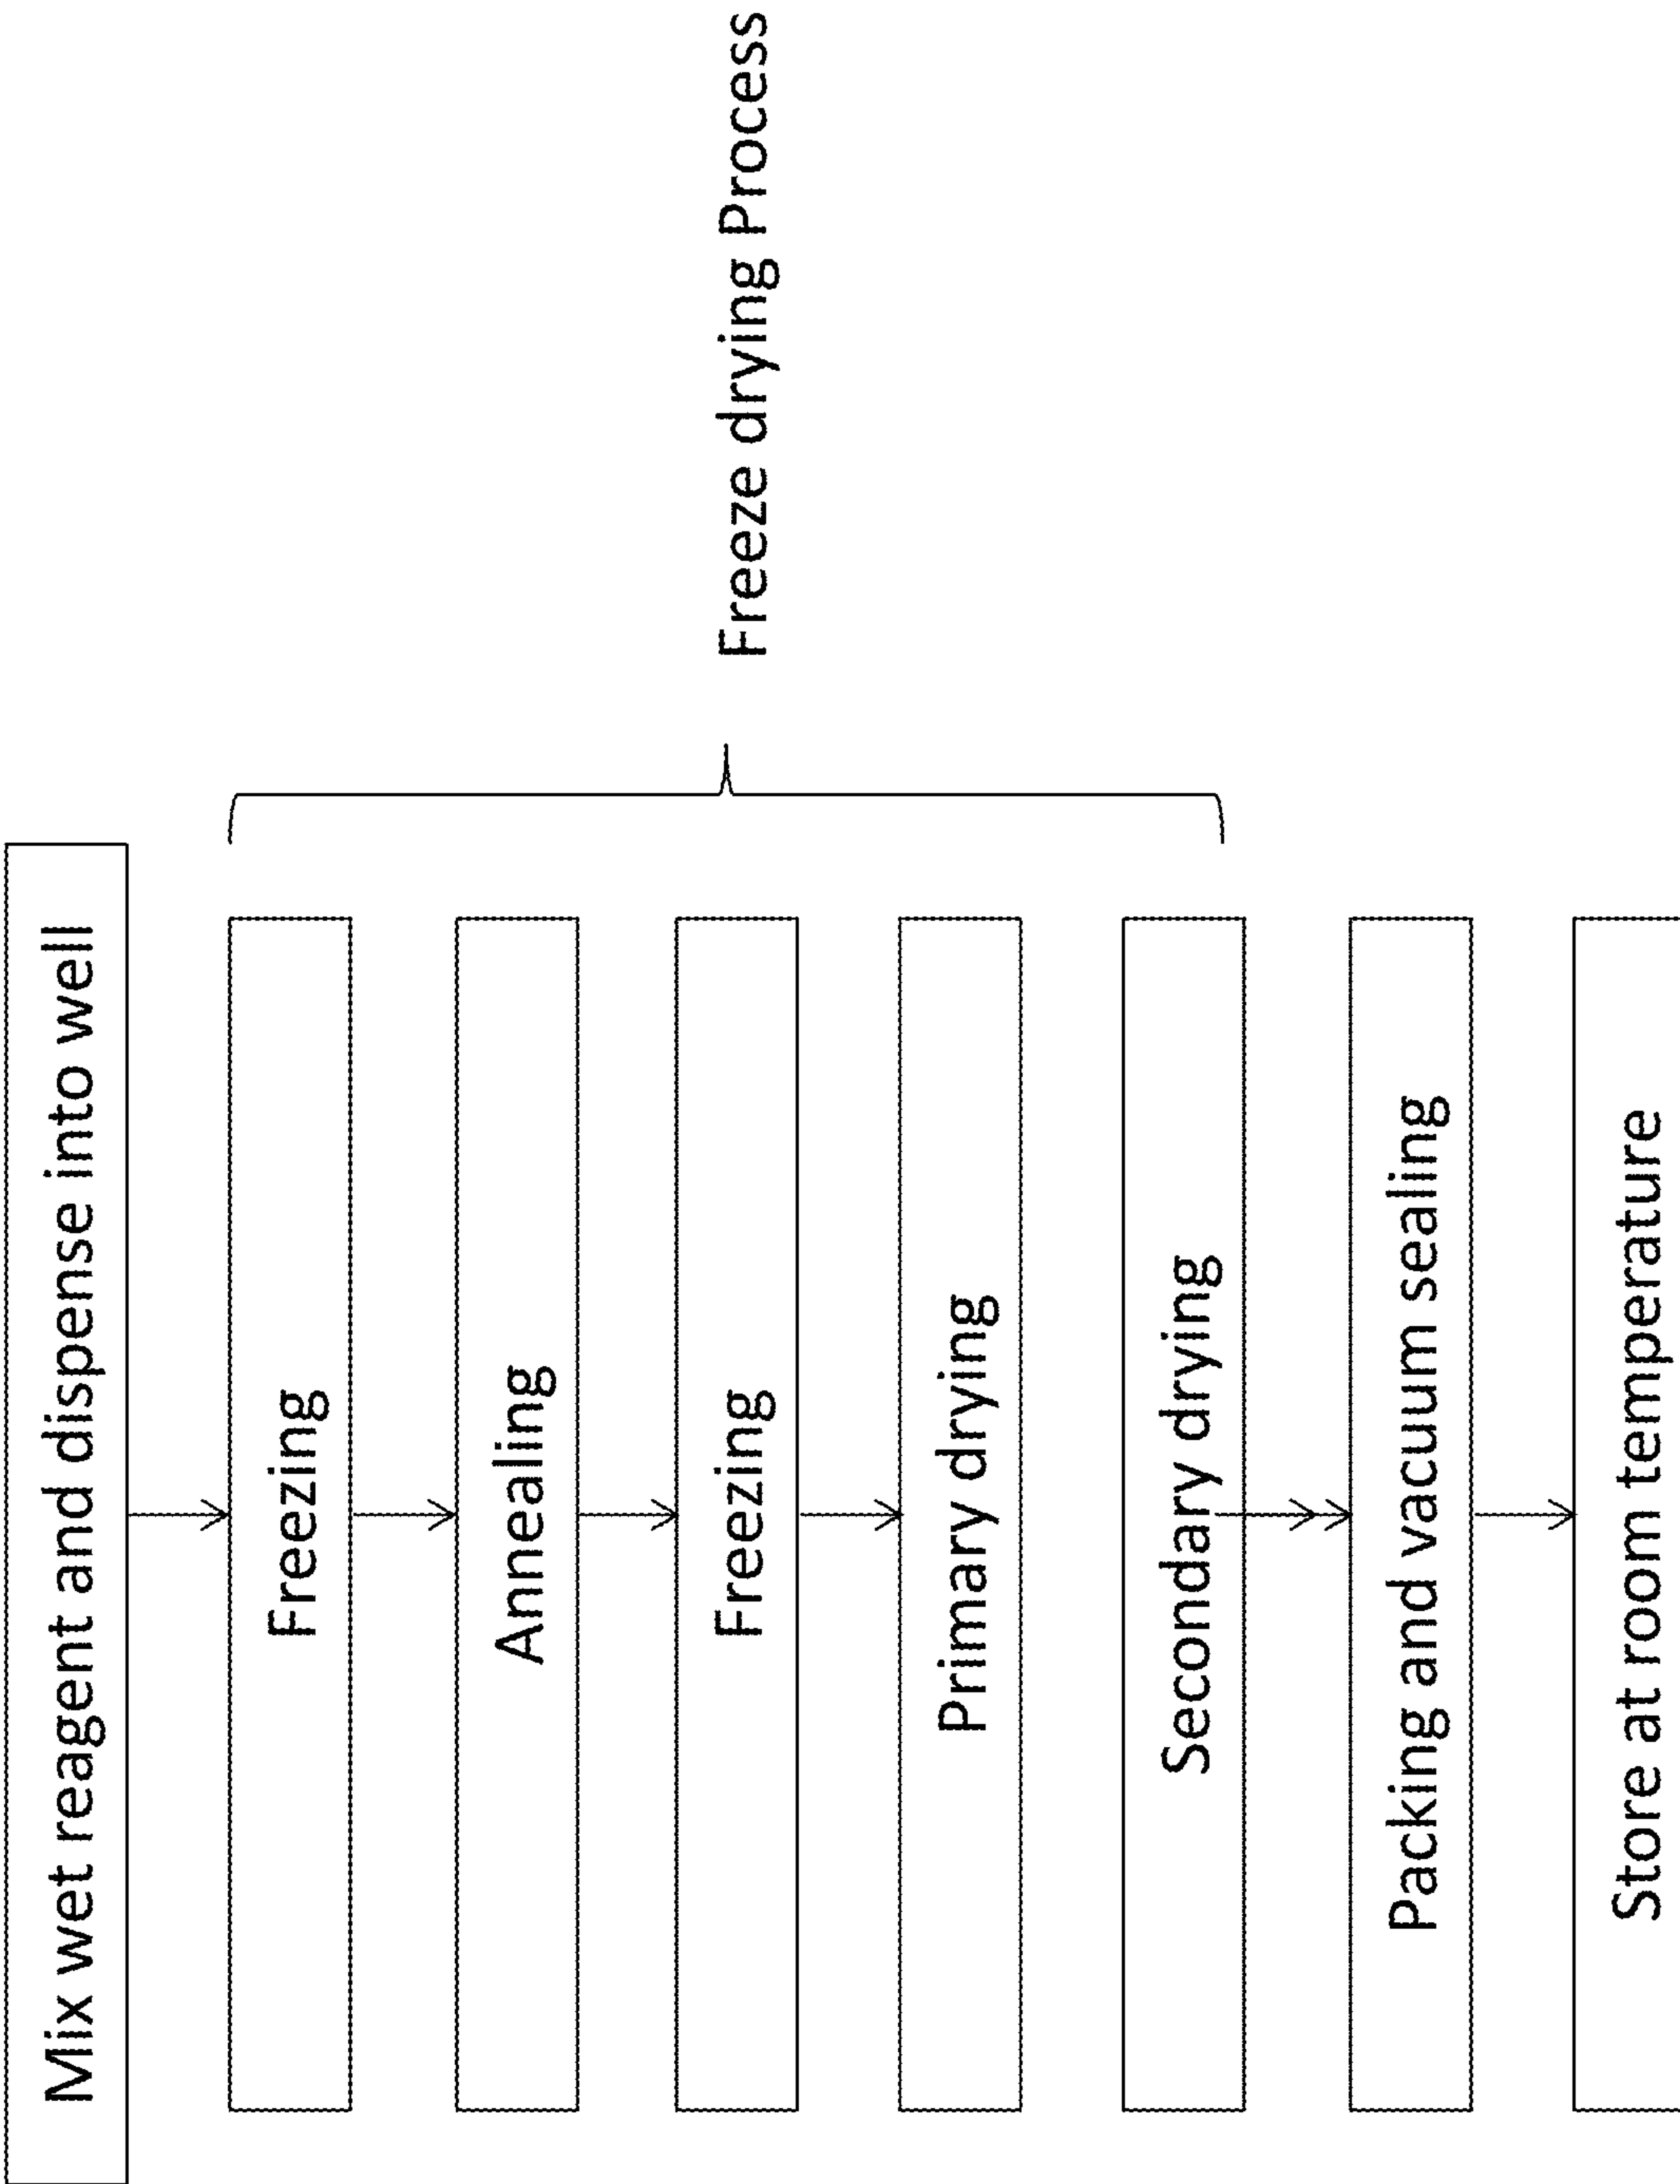 Mix wet reagent and dispense into well
Freezing
Annealing
Freezing
Primary drying
Secondary drying
Packing and vacuum sealing
Store at room temperature
Freeze drying Process